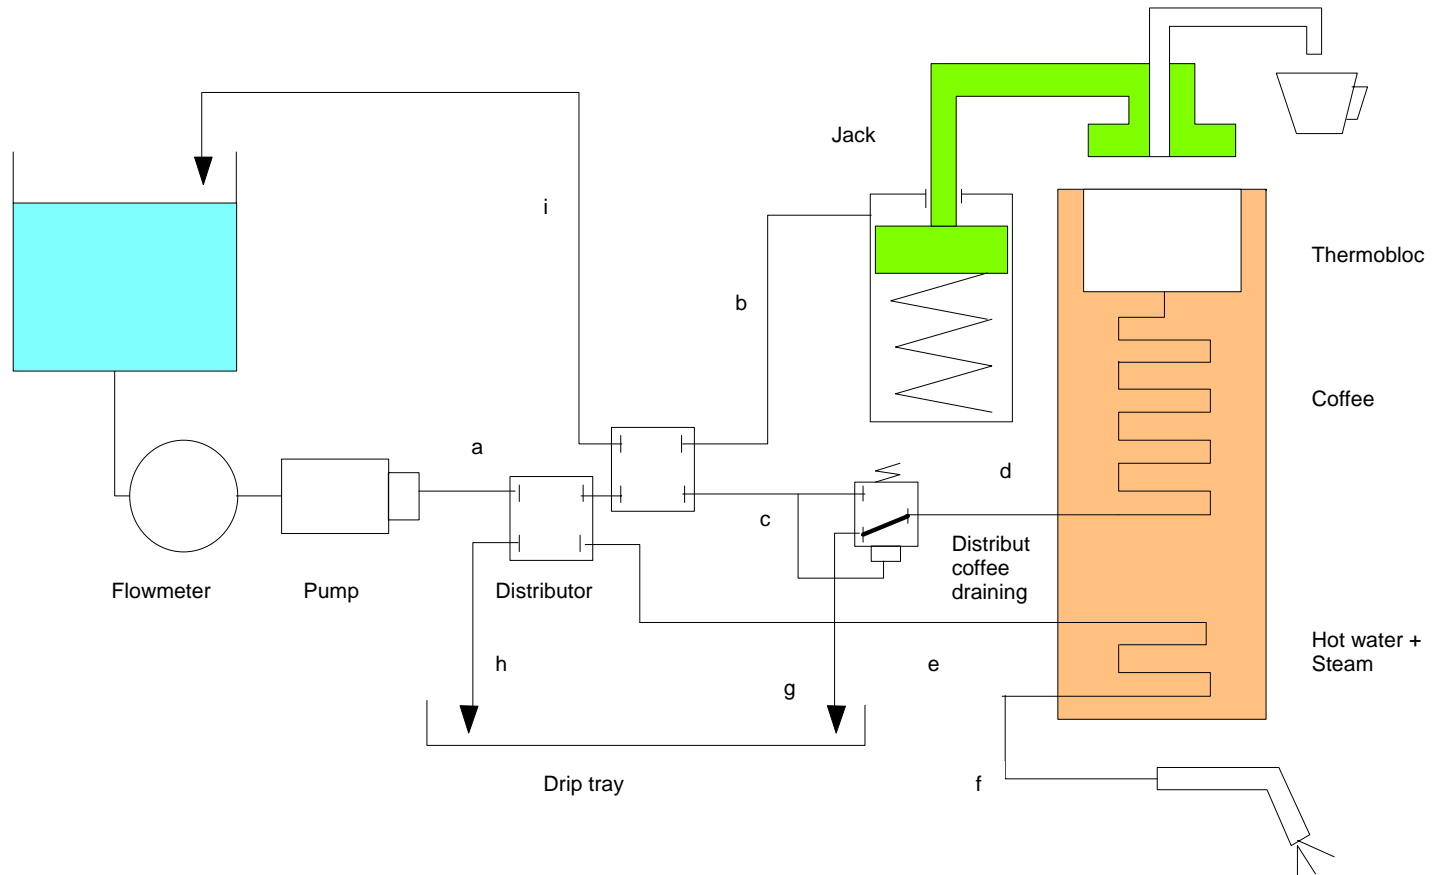 Jack
i
Thermobloc
b
Coffee
a
d
c
Distribut
coffee
draining
Flowmeter
Pump
Distributor
Hot water +
Steam
h
e
g
Drip tray
f